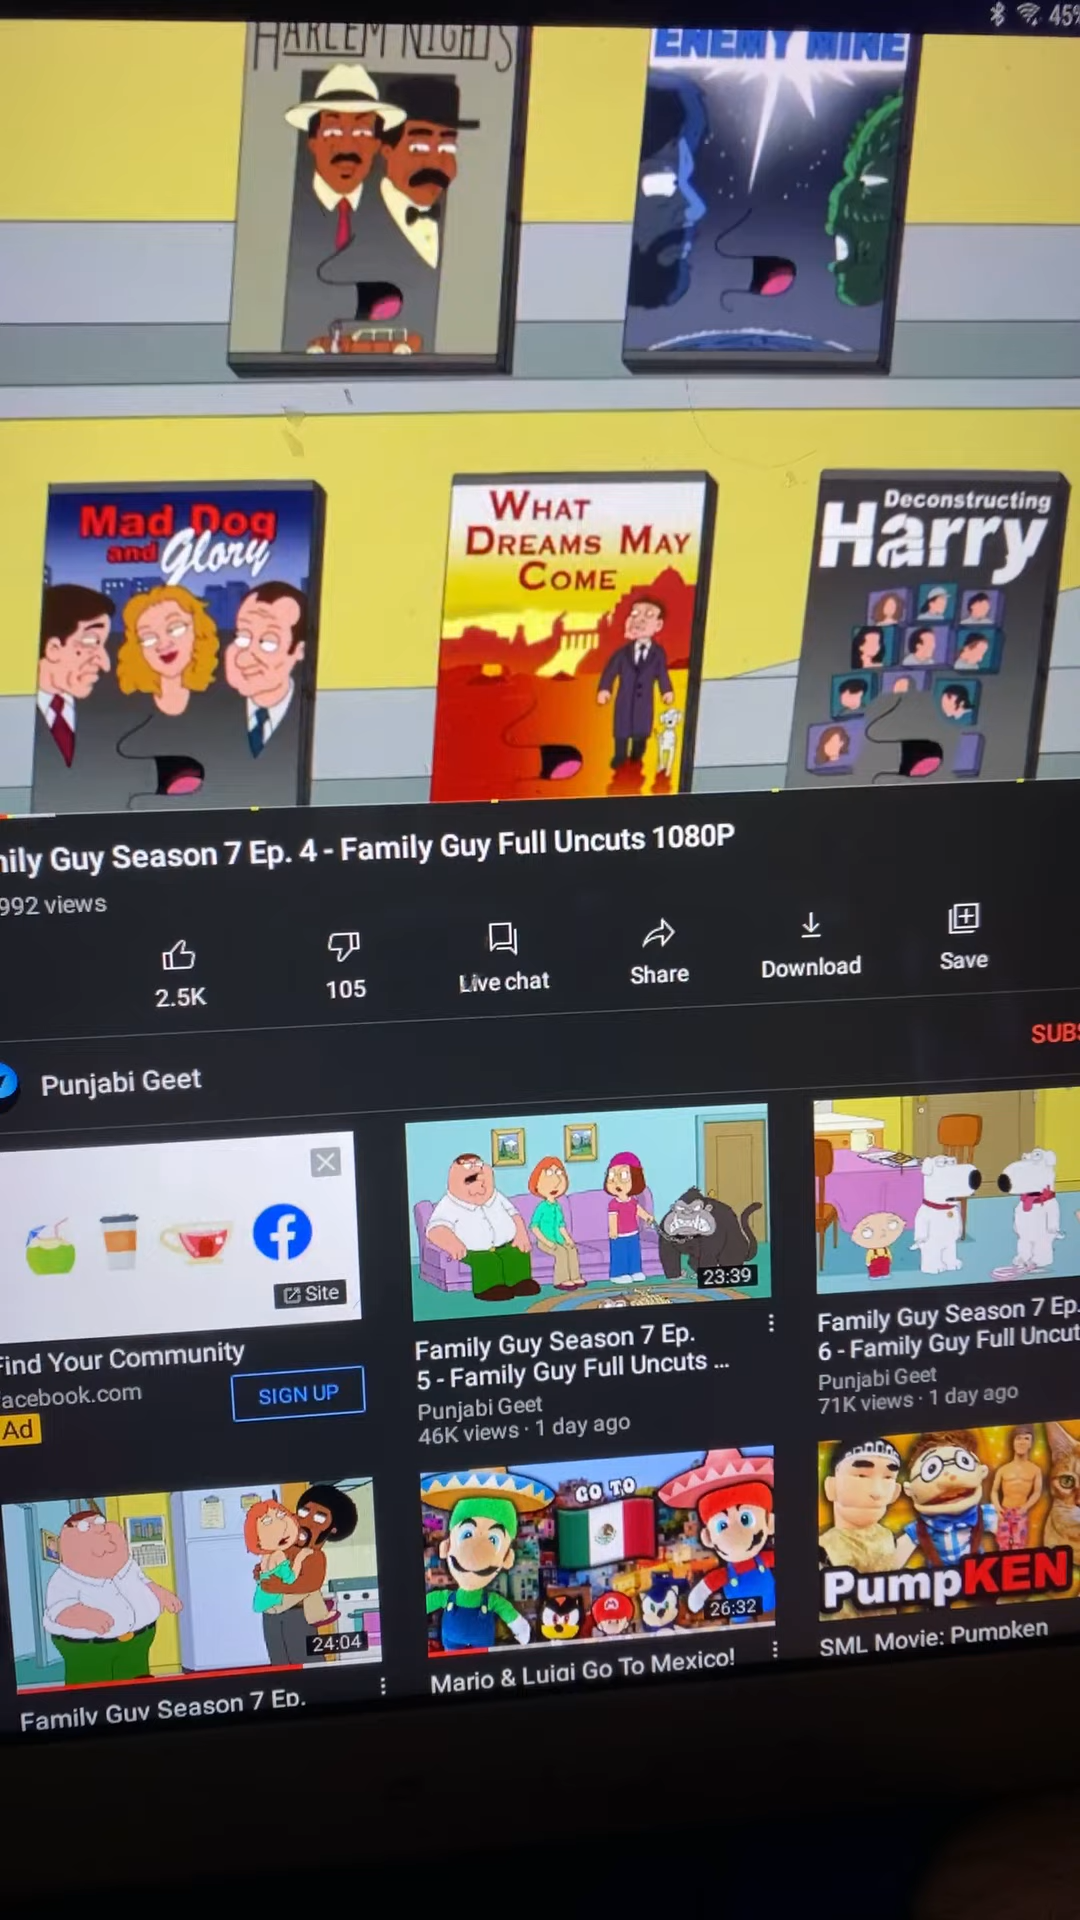 HARLEM NIGHTS
ENEMY MINE
45%
Mad Dog
and Glory
WHAT
DREAMS MAY
COME
Deconstructing
Harry
mily Guy Season 7 Ep. 4 - Family Guy Full Uncuts 1080P
992 views
2.5K
105
Live chat
Share
Download
Save
Punjabi Geet
SUBS
Site
Find Your Community
facebook.com
SIGN UP
Ad
23:39
Family Guy Season 7 Ep.
5 - Family Guy Full Uncuts ...
Punjabi Geet
46K views · 1 day ago
Family Guy Season 7 Ep.
6 - Family Guy Full Uncut
Punjabi Geet
71K views · 1 day ago
24:04
Family Guy Season 7 Ep.
GO TO
26:32
Mario & Luigi Go To Mexico!
PumpKEN
SML Movie: Pumpken